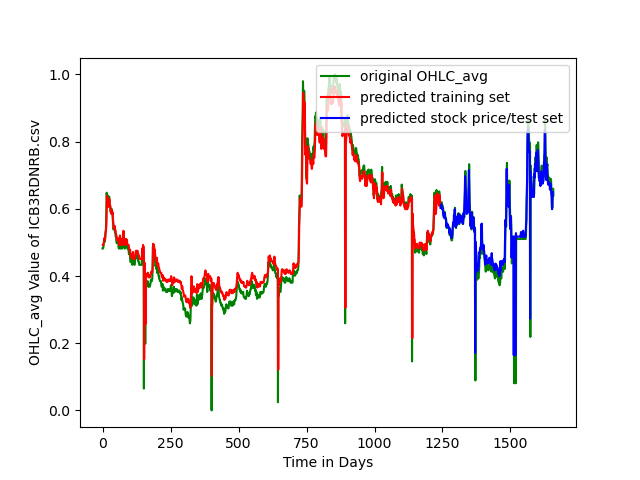 original OHLC_avg
predicted training set
predicted stock price/test set
OHLC_avg Value of ICB3RDNRB.csv
1.0
0.8
0.6
0.4
0.2
0.0
0 250 500 750 1000 1250 1500
Time in Days